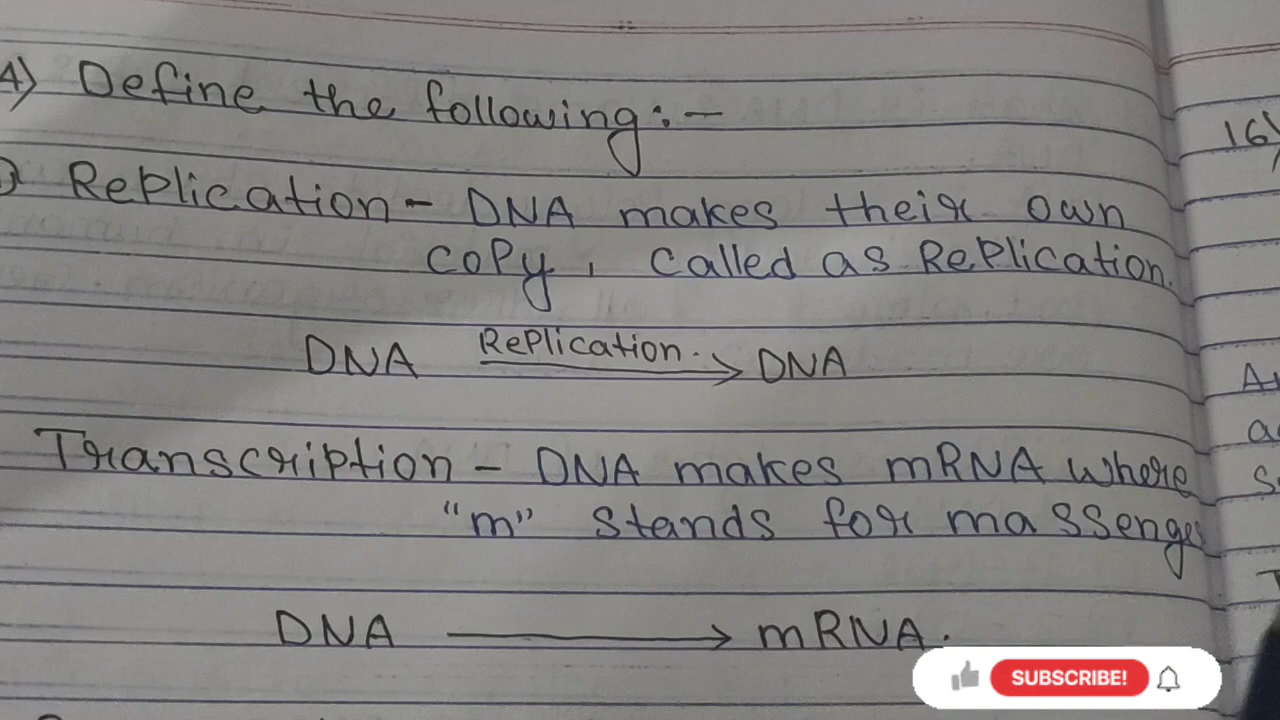 A) Define the following:-
Replication - DNA makes their own
copy, called as Replication.
DNA Replication. → DNA
Transcription - DNA makes mRNA where
"m" stands for massenger
DNA → mRNA.
SUBSCRIBE!
16)